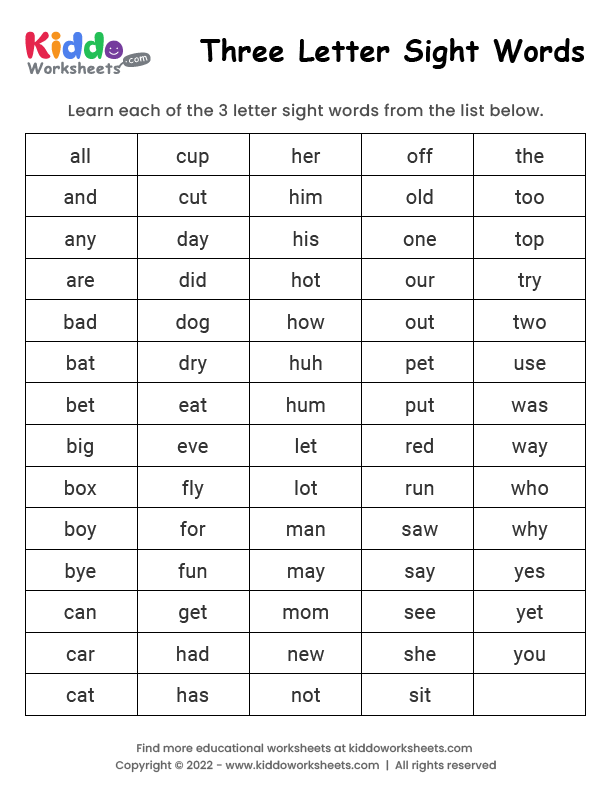 Kiddo
Worksheets .com
Three Letter Sight Words
Learn each of the 3 letter sight words from the list below.
all cup her off the
and cut him old too
any day his one top
are did hot our try
bad dog how out two
bat dry huh pet use
bet eat hum put was
big eve let red way
box fly lot run who
boy for man saw why
bye fun may say yes
can get mom see yet
car had new she you
cat has not sit
Find more educational worksheets at kiddoworksheets.com
Copyright © 2022 - www.kiddoworksheets.com | All rights reserved